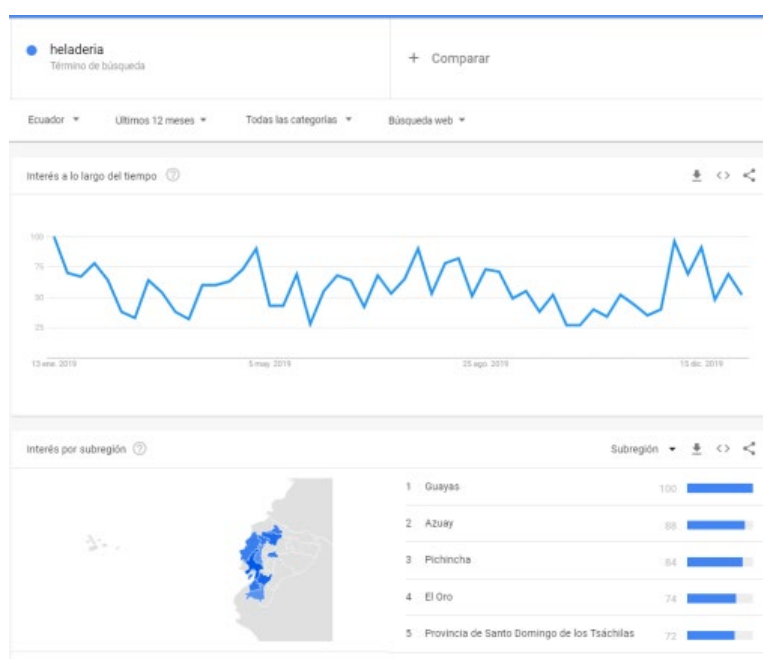 heladeria
Término de búsqueda
+ Comparar
Ecuador
Últimos 12 meses
Todas las categorías
Búsqueda web
Interés a lo largo del tiempo
100
75
50
25
13 ene. 2019
5 may. 2019
25 ago. 2019
15 dic. 2019
Interés por subregión
Subregión
1 Guayas 100
2 Azuay 88
3 Pichincha 84
4 El Oro 74
5 Provincia de Santo Domingo de los Tsáchilas 72